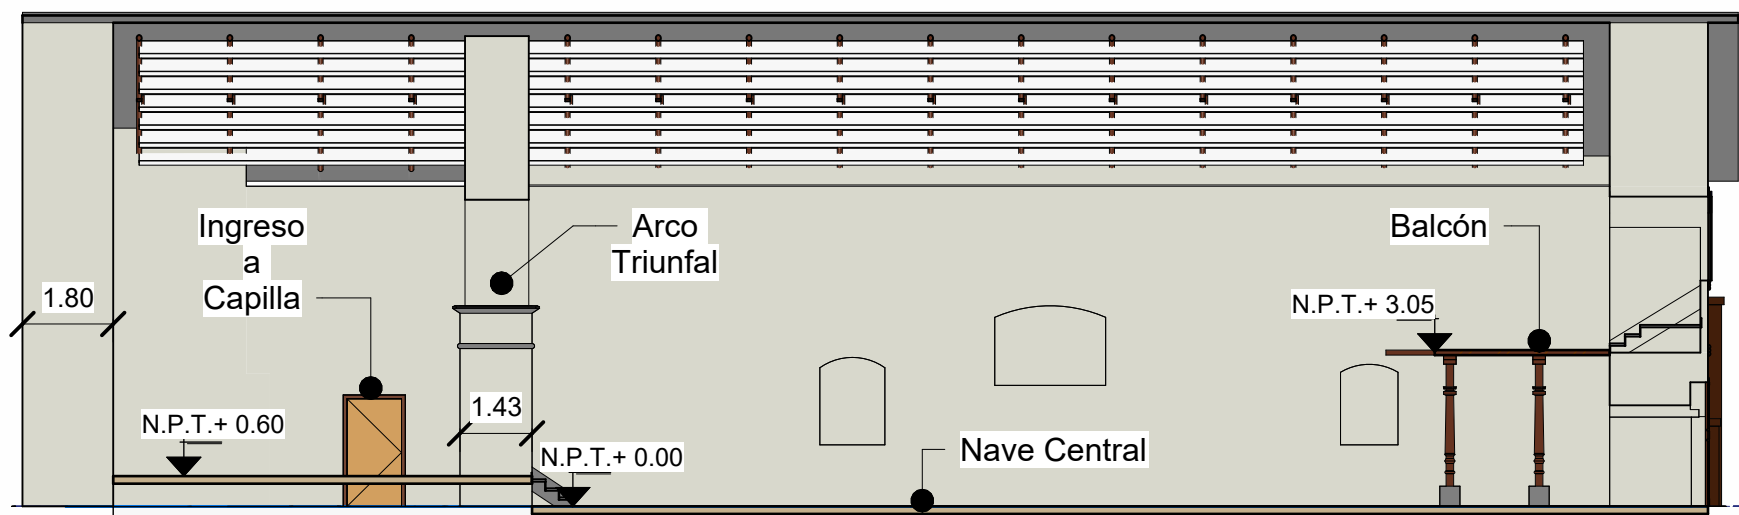 Ingreso
a
Capilla
Arco
Triunfal
Balcón
1.80
N.P.T.+ 3.05
1.43
N.P.T.+ 0.60
N.P.T.+ 0.00
Nave Central